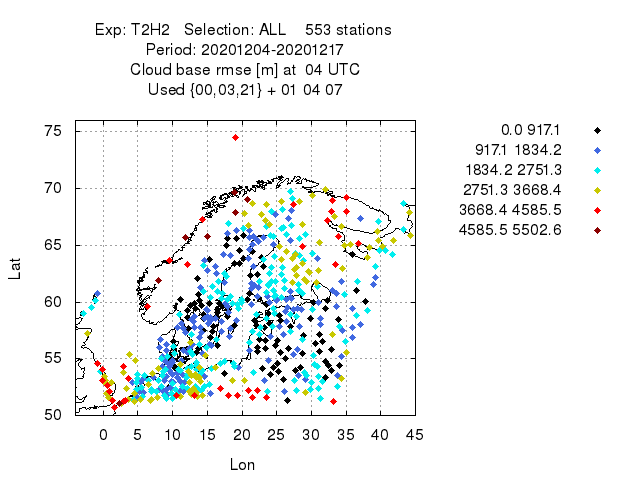 Exp: T2H2   Selection: ALL    553 stations
Period: 20201204-20201217
Cloud base rmse [m] at  04 UTC
Used {00,03,21} + 01 04 07
0.0 917.1
917.1 1834.2
1834.2 2751.3
2751.3 3668.4
3668.4 4585.5
4585.5 5502.6
75
70
65
60
55
50
Lat
0 5 10 15 20 25 30 35 40 45
Lon